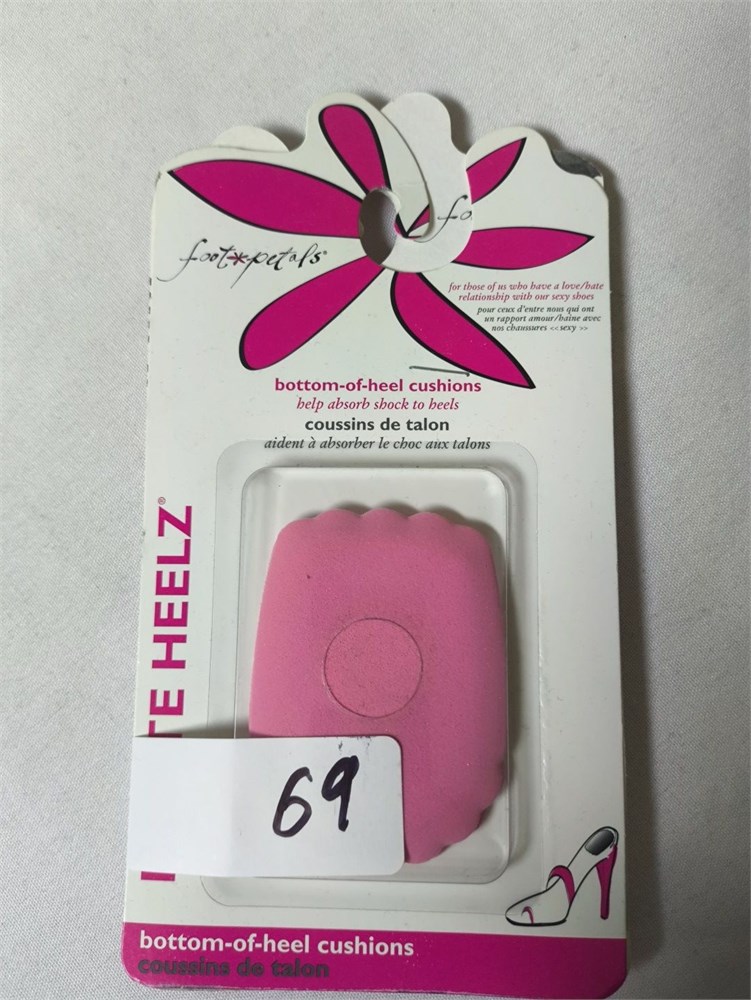 foot*petals®
fo
for those of us who have a love/hate
relationship with our sexy shoes
pour ceux d'entre nous qui ont
un rapport amour/haine avec
nos chaussures << sexy >>
bottom-of-heel cushions
help absorb shock to heels
coussins de talon
aident à absorber le choc aux talons
TE HEELZ®
69
bottom-of-heel cushions
coussins de talon